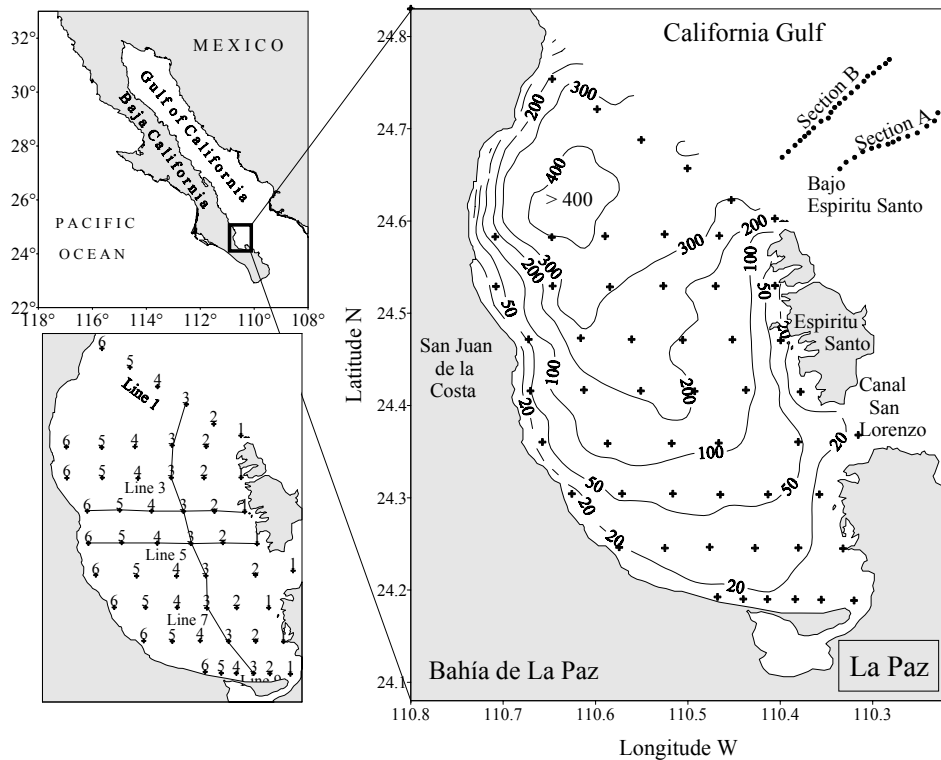 32°
30°
28°
26°
24°
22°
118
116
114
112
110°
108
MEXICO
Gulf of California
Baja California
PACIFIC
OCEAN
6
5
Line 1
4
3
2
1
6 5 4 3 2
6 5 4 3 2 1
Line 3
6 5 4 3 2 1
6 5 4 3 2 1
Line 5
6 5 4 3 2 1
6 5 4 3 2 1
Line 7
6 5 4 3 2 1
6 5 4 3 2 1
24.8
24.7
24.6
24.5
24.4
24.3
24.2
24.1
Latitude N
California Gulf
Section B
Section A
Bajo
Espiritu Santo
200
300
400
> 400
300
200
100
50
20
300
200
50
100
20
200
100
50
50
20
20
20
20
Espiritu
Santo
San Juan
de la
Costa
Canal
San
Lorenzo
Bahía de La Paz
La Paz
110.8
110.7
110.6
110.5
110.4
110.3
Longitude W